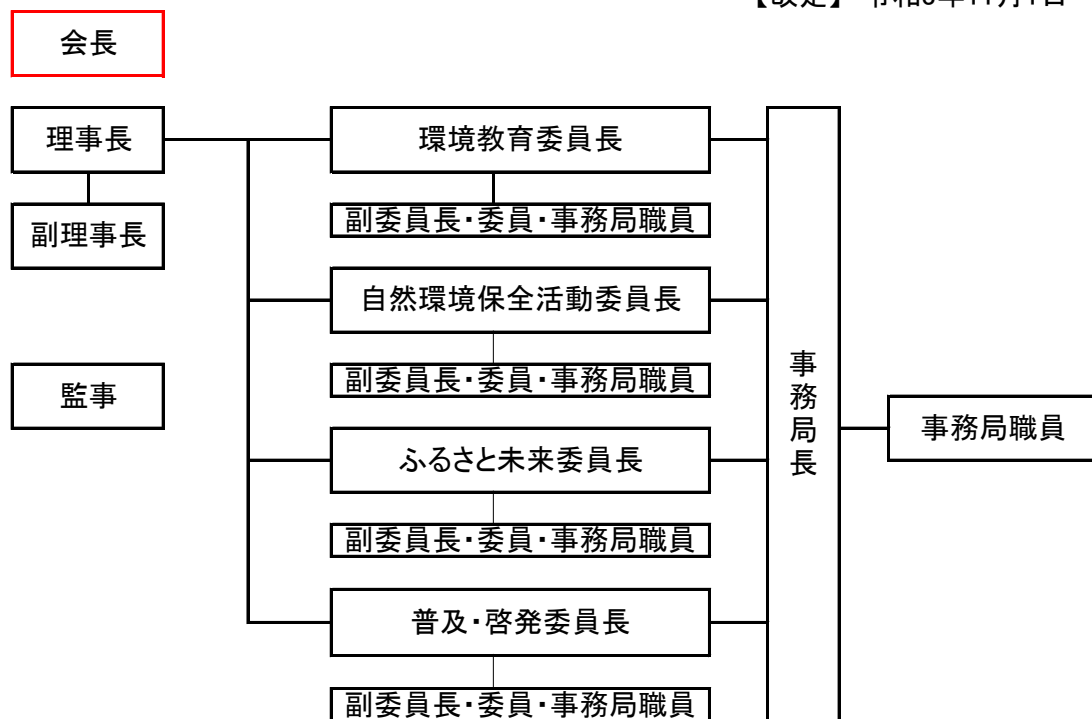 会長
理事長
環境教育委員長
副理事長
副委員長・委員・事務局職員
自然環境保全活動委員長
監事
副委員長・委員・事務局職員
事務局長
事務局職員
ふるさと未来委員長
副委員長・委員・事務局職員
普及・啓発委員長
副委員長・委員・事務局職員